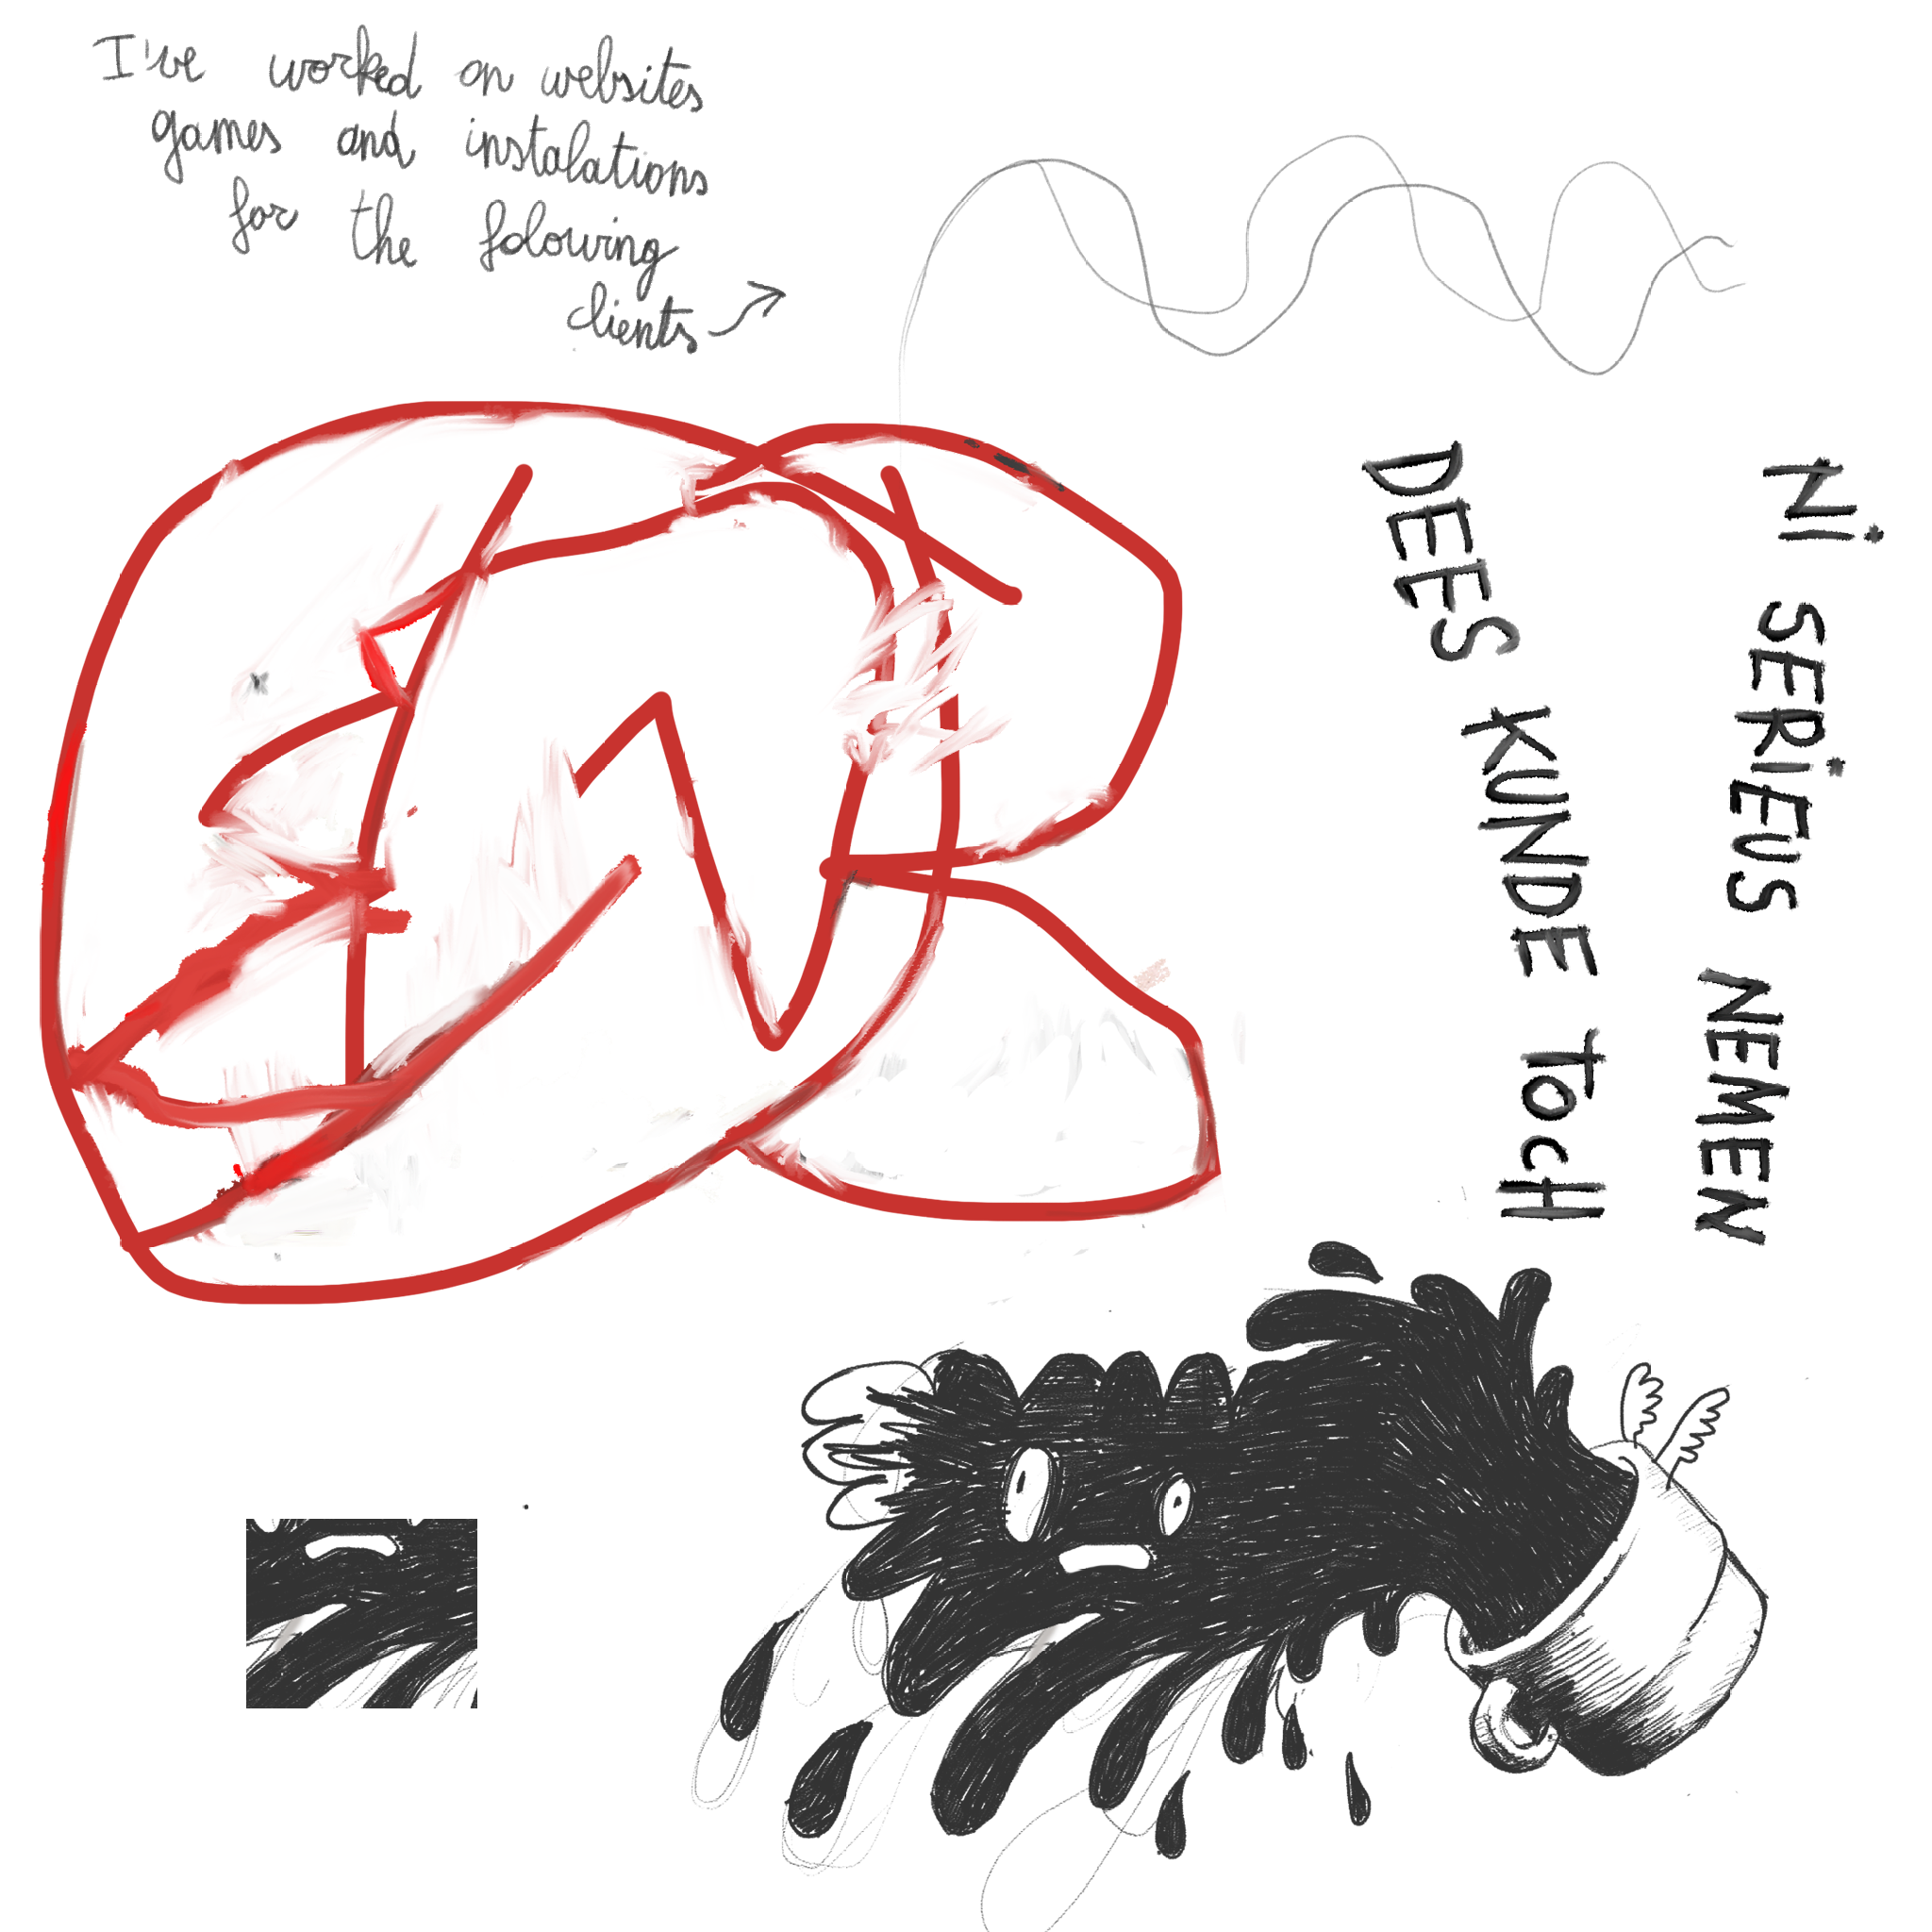 I've worked on websites
games and instalations
for the folowing
clients
Ni SERiEUS NEMEN
DEES KUNDE TocH